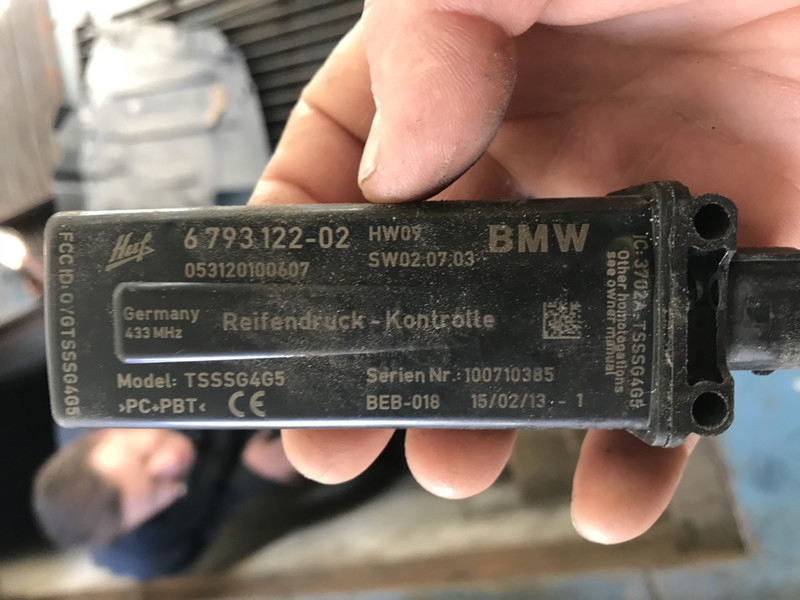 Huf 6 793 122-02 HW09 BMW
053120100607 SW02.07.03
Germany
433 MHz
Reifendruck - Kontrolle
Model: TSSSG4G5 Serien Nr.: 100710385
>PC+PBT< CE BEB-018 15/02/13 - 1
FCC ID: OYGTSSSG4G5
IC: 3702A-TSSSG4G5
Other homologations
see owner manual